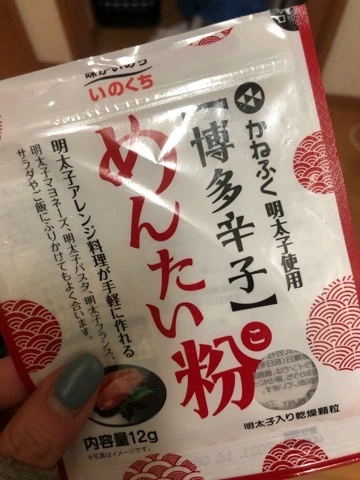 味がいのち
いのくち
かねふく 明太子使用
【博多辛子】
めんたい粉
こ
明太子アレンジ料理が手軽に作れる
明太子マヨネーズ、明太子パスタ、明太子フランス、
サラダやご飯にふりかけてもよく合います。
内容量12g
※写真はイメージです。
明太子入り乾燥顆粒